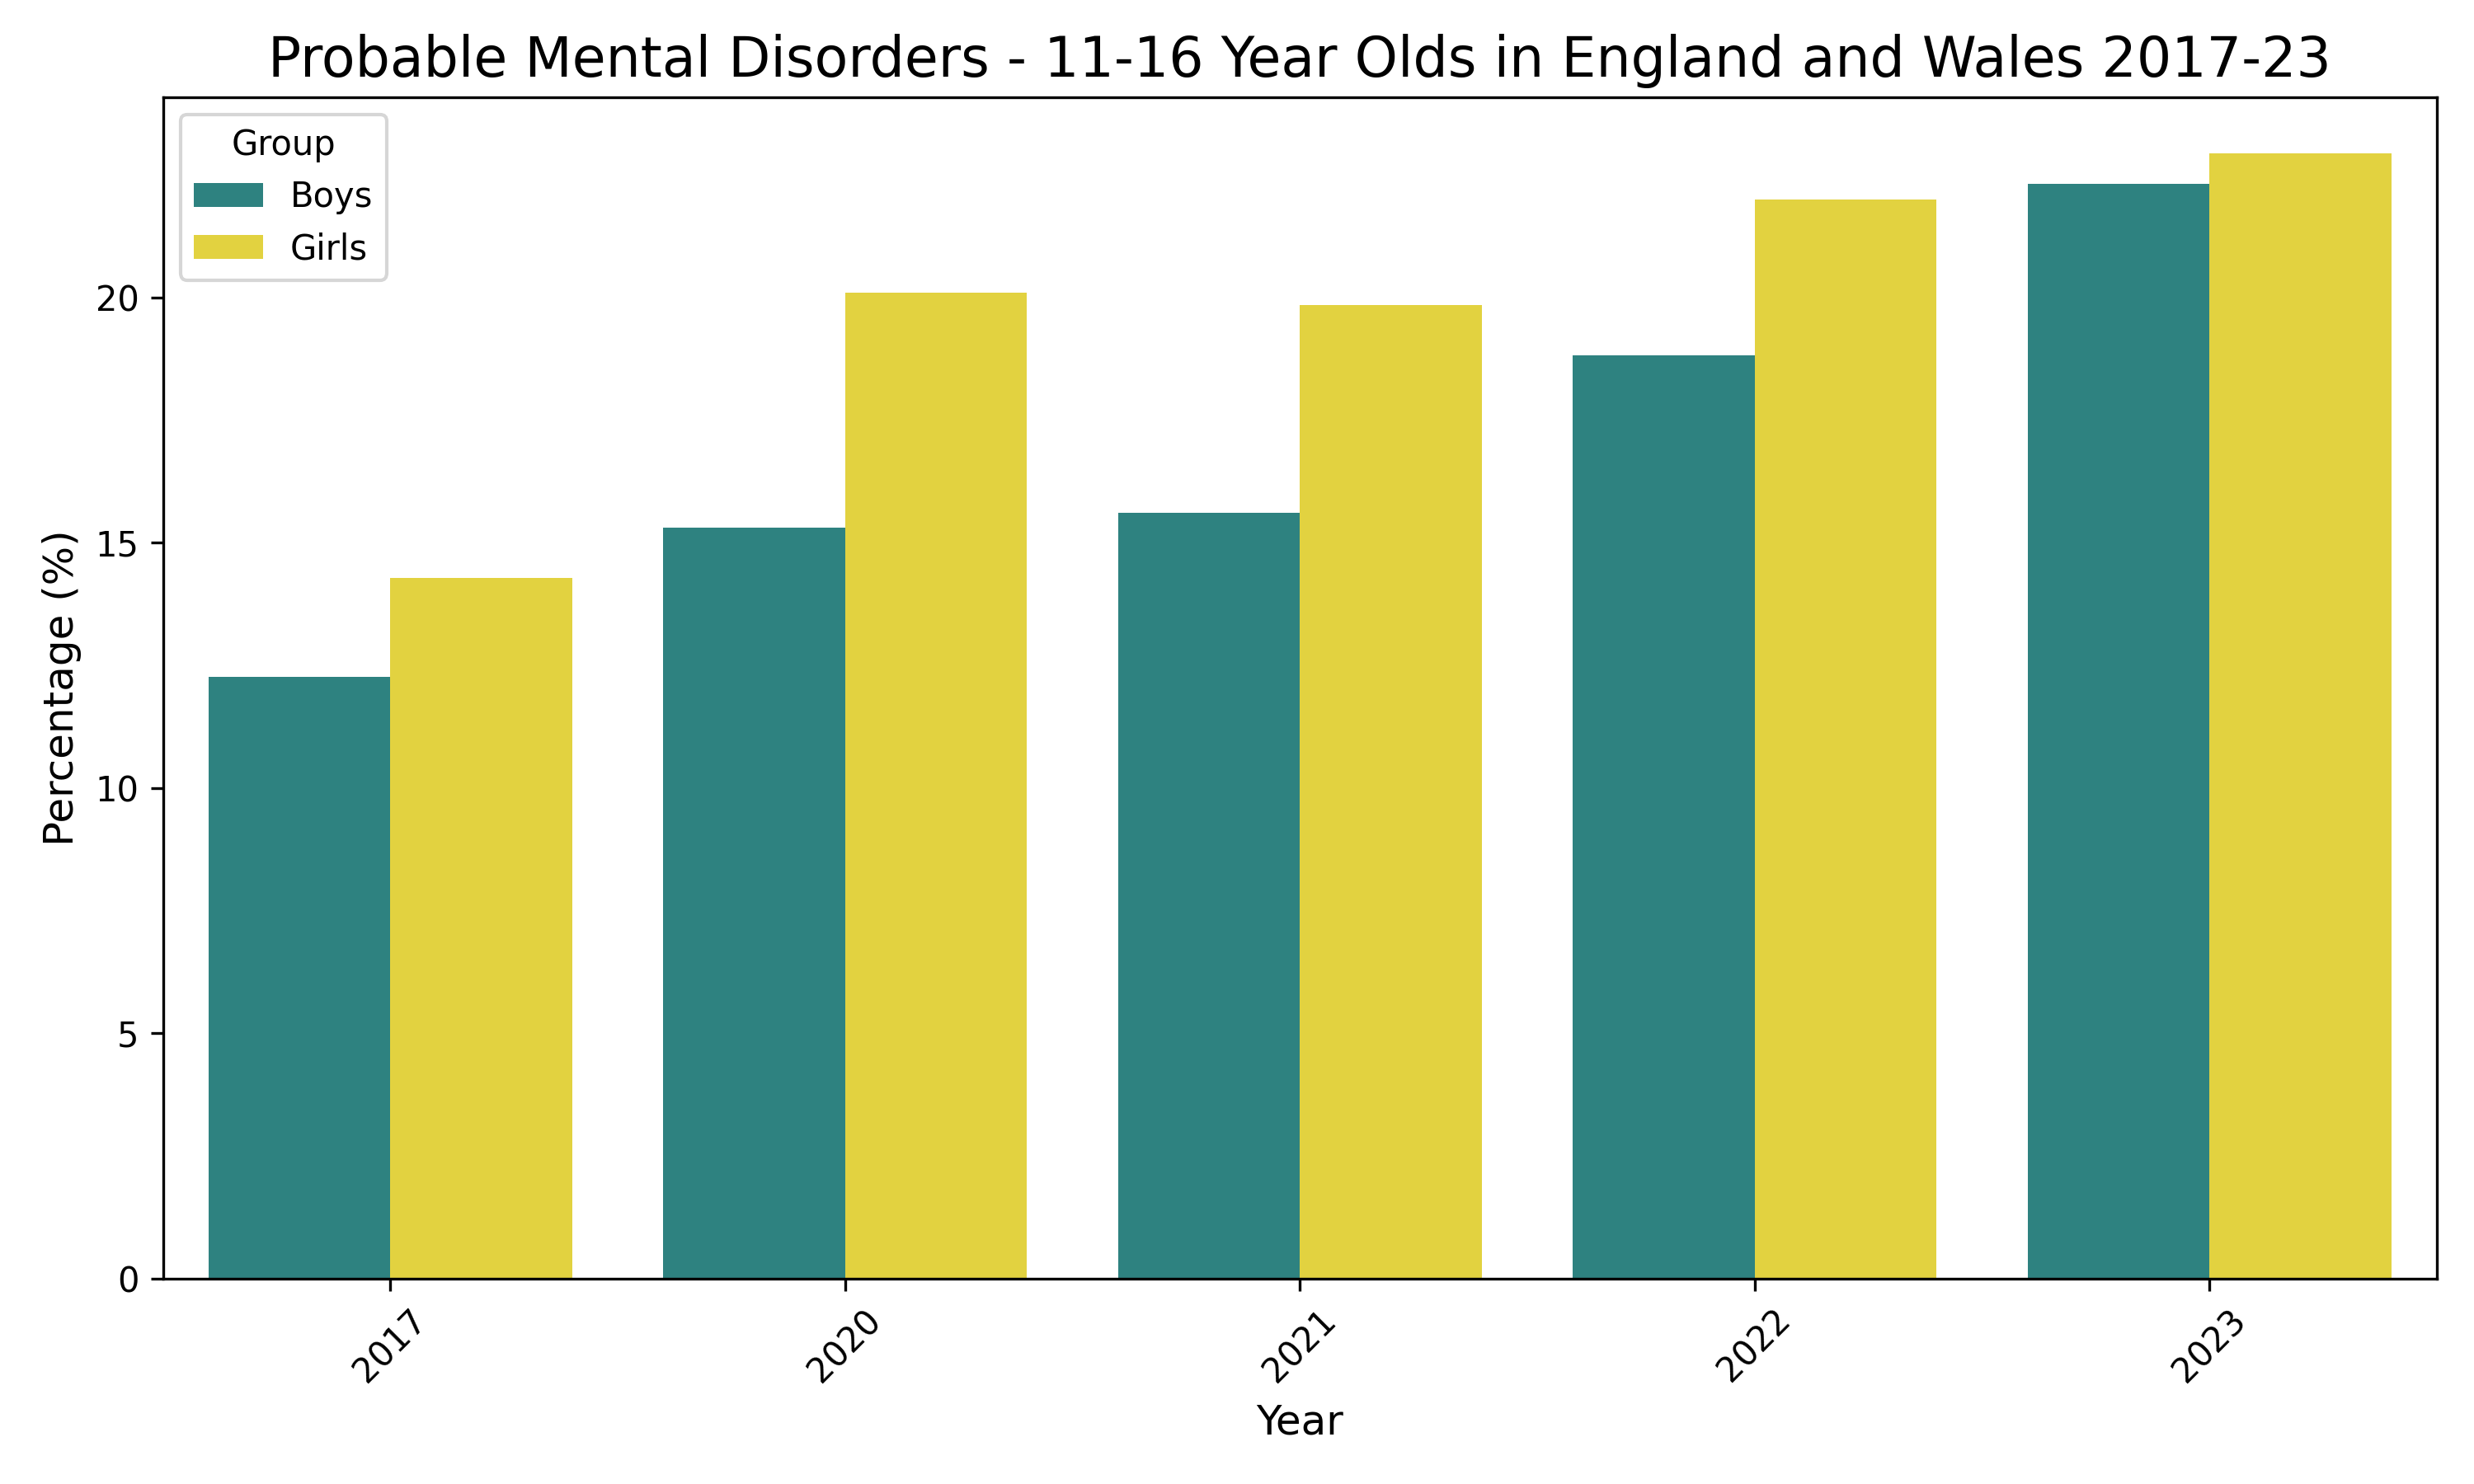 Probable Mental Disorders - 11-16 Year Olds in England and Wales 2017-23
Group
Boys
Girls
Percentage (%)
20
15
10
5
0
2017
2020
2021
2022
2023
Year